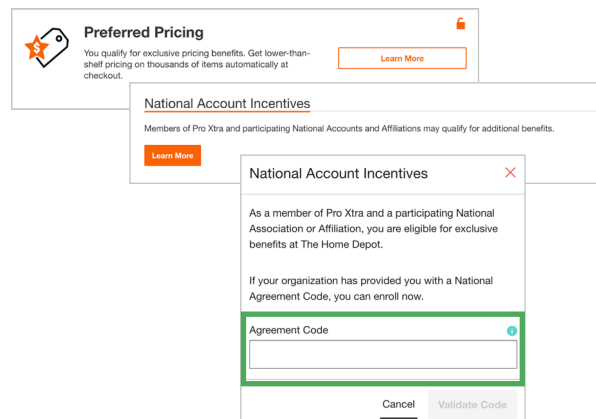 Preferred Pricing
You qualify for exclusive pricing benefits. Get lower-than-
shelf pricing on thousands of items automatically at
checkout.
Learn More
National Account Incentives
Members of Pro Xtra and participating National Accounts and Affiliations may qualify for additional benefits.
Learn More
National Account Incentives
As a member of Pro Xtra and a participating National
Association or Affiliation, you are eligible for exclusive
benefits at The Home Depot.
If your organization has provided you with a National
Agreement Code, you can enroll now.
Agreement Code
Cancel
Validate Code